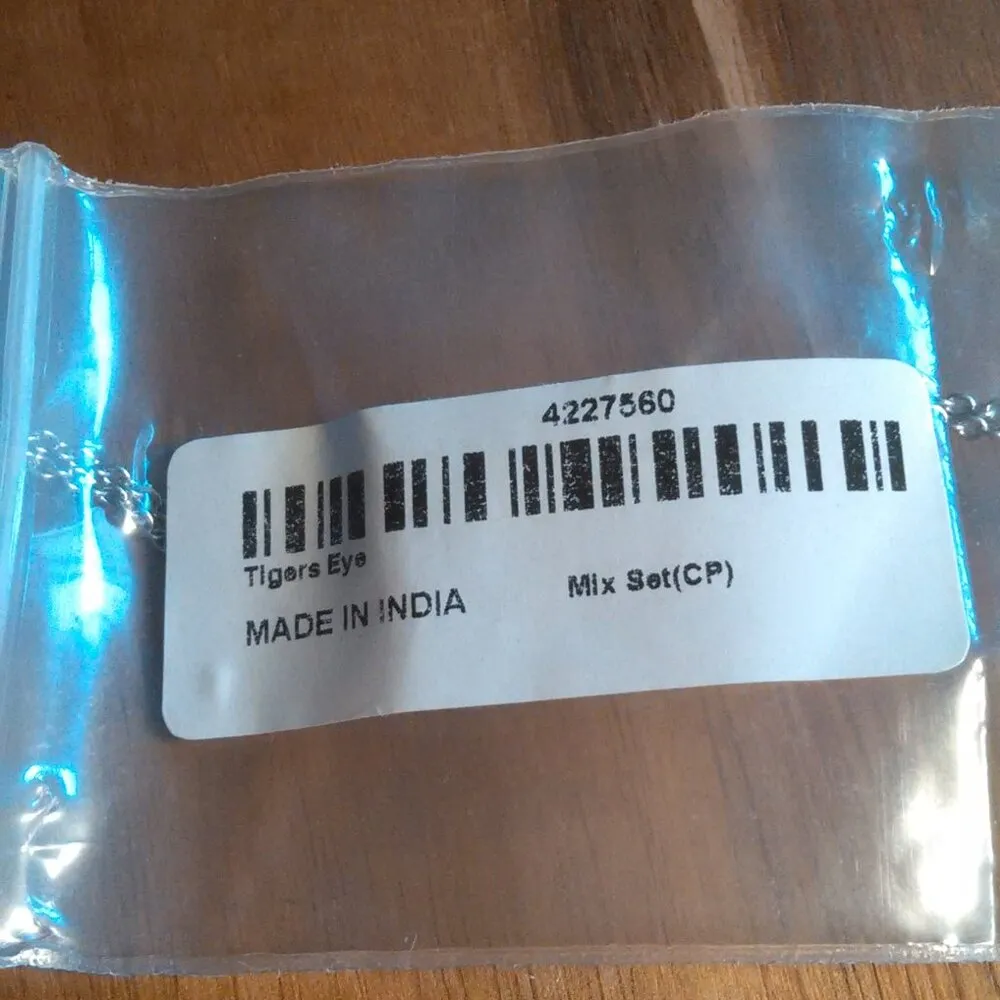 4227560
Tigers Eye
Mix Set(CP)
MADE IN INDIA